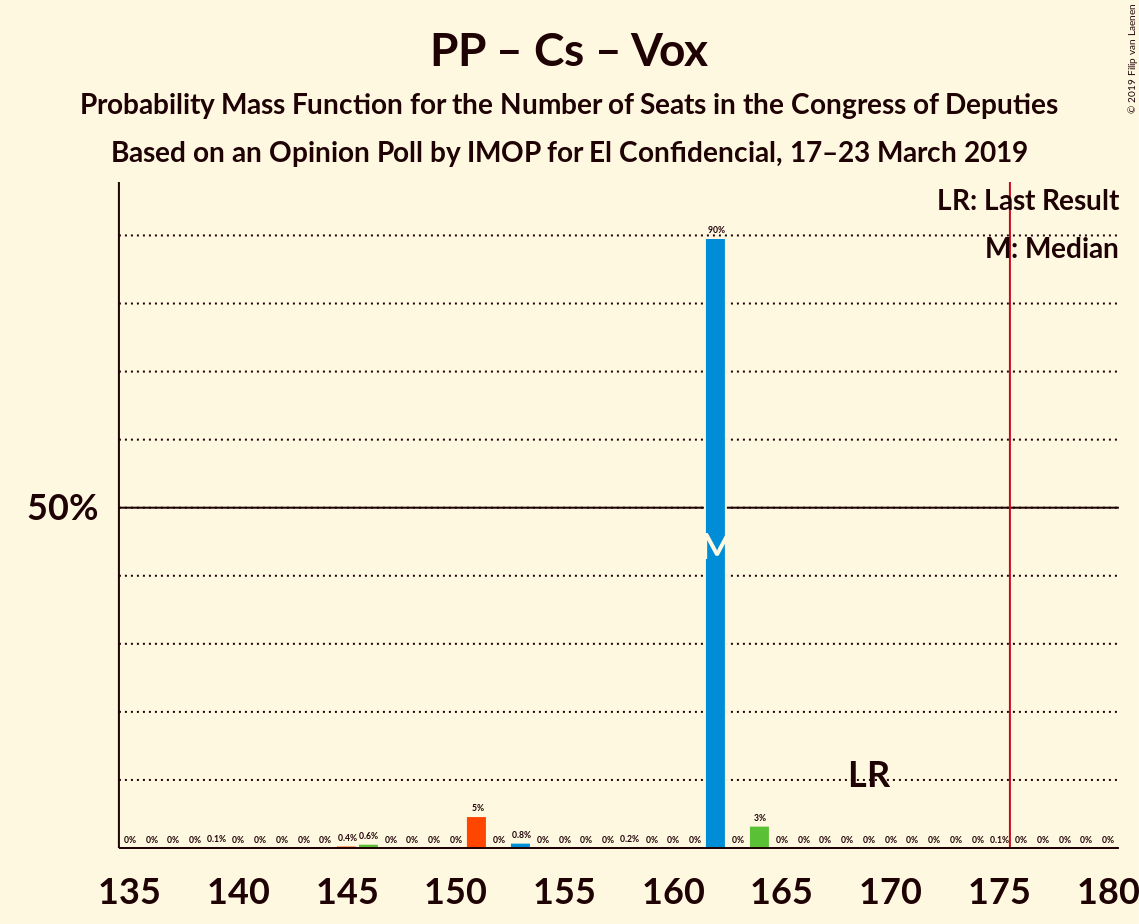 © 2019 Filip van Laenen
PP – Cs – Vox
Probability Mass Function for the Number of Seats in the Congress of Deputies
Based on an Opinion Poll by IMOP for El Confidencial, 17–23 March 2019
LR: Last Result
M: Median
90%
50%
M
LR
5%
3%
0% 0% 0% 0% 0.1% 0% 0% 0% 0% 0% 0.4% 0.6% 0% 0% 0% 0% 0% 0.8% 0% 0% 0% 0% 0.2% 0% 0% 0% 0% 0% 0% 0% 0% 0% 0% 0% 0% 0% 0% 0.1% 0% 0% 0% 0% 0%
135 140 145 150 155 160 165 170 175 180